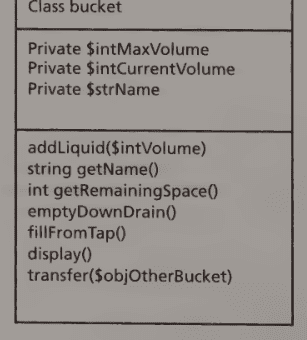 Class bucket
Private $intMaxVolume
Private $intCurrentVolume
Private $strName
addLiquid($intVolume)
string getName()
int getRemainingSpace()
emptyDownDrain()
fillFromTap()
display()
transfer($objOtherBucket)